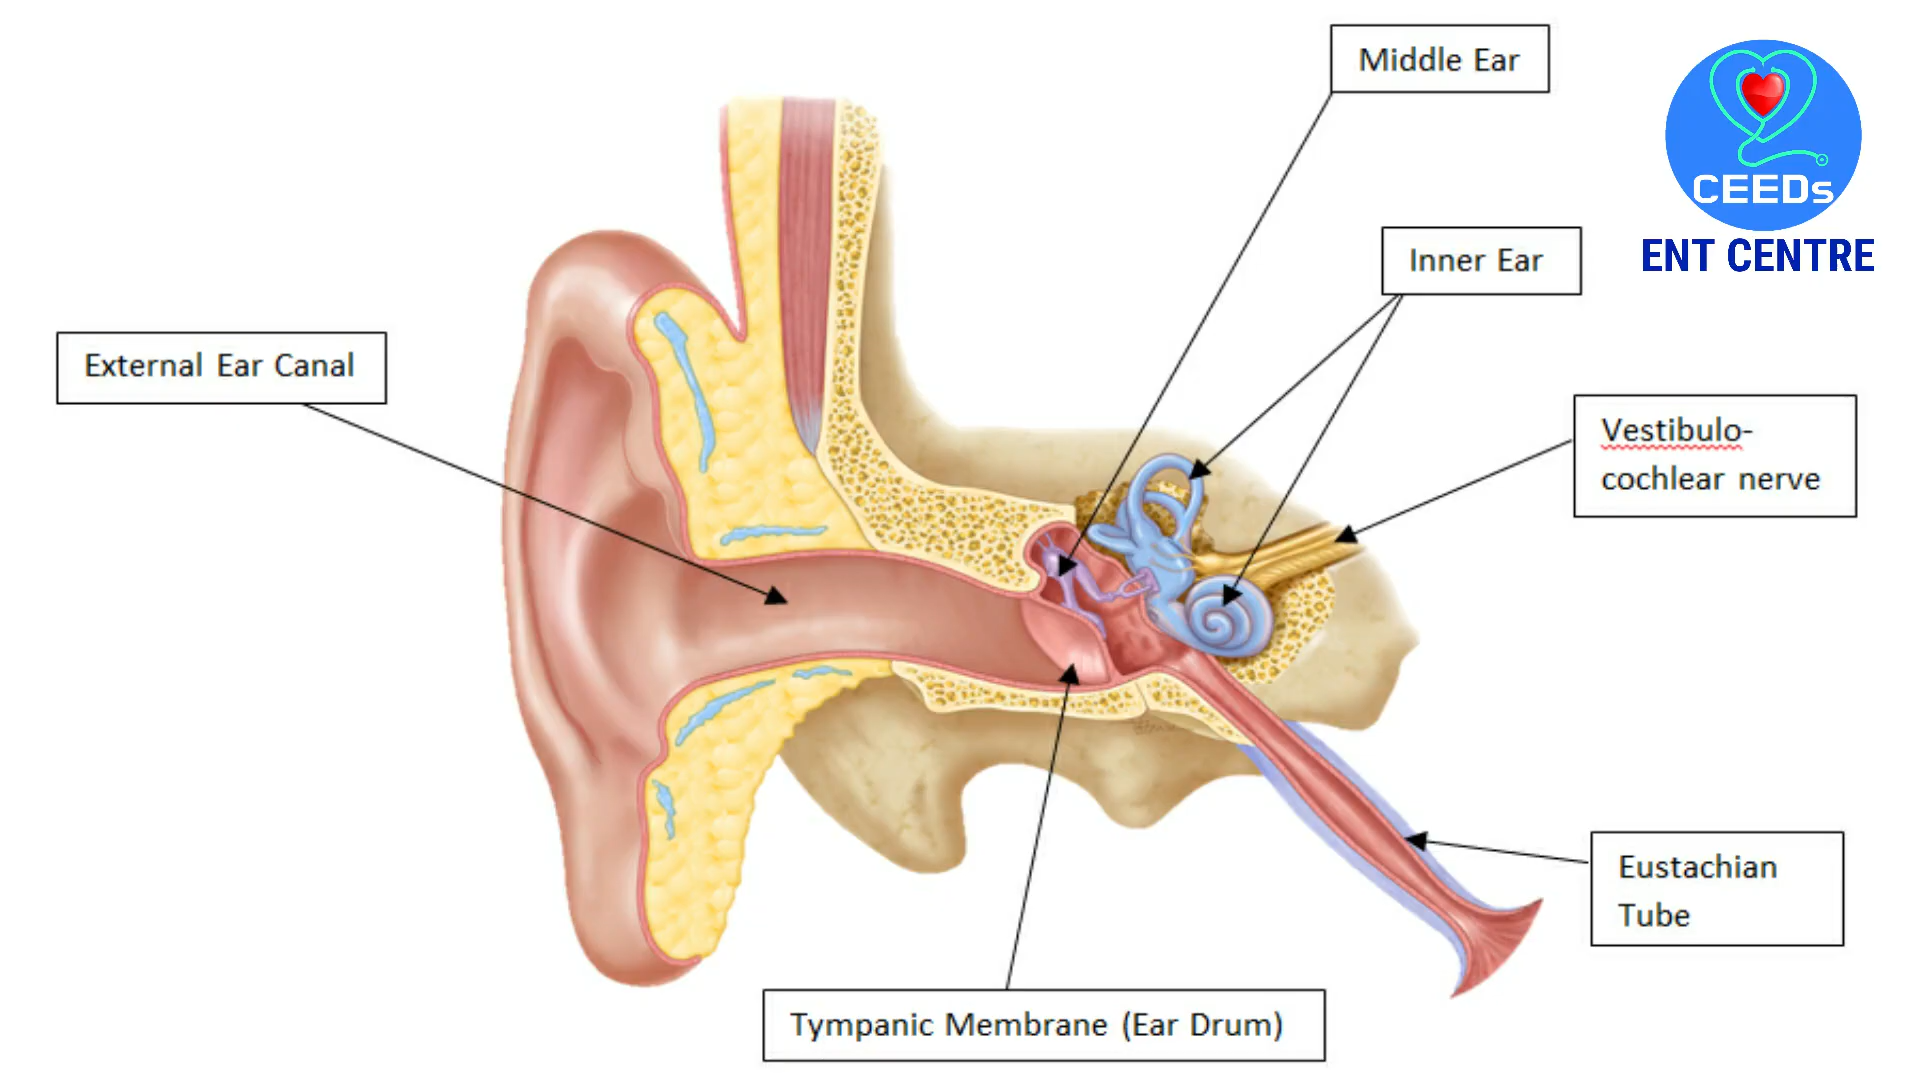 Middle Ear
CEEDs
ENT CENTRE
Inner Ear
External Ear Canal
Vestibulo-
cochlear nerve
Eustachian
Tube
Tympanic Membrane (Ear Drum)